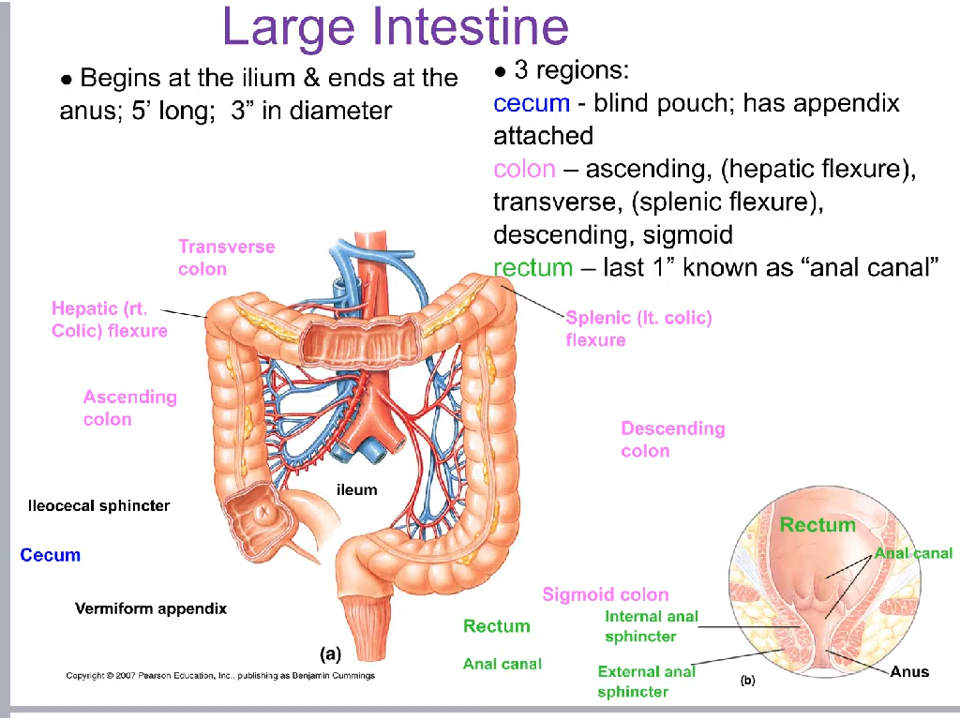 Large Intestine
● Begins at the ilium & ends at the
anus; 5’ long;  3” in diameter
● 3 regions:
cecum - blind pouch; has appendix
attached
colon – ascending, (hepatic flexure),
transverse, (splenic flexure),
descending, sigmoid
rectum – last 1” known as “anal canal”
Transverse
colon
Hepatic (rt.
Colic) flexure
Splenic (lt. colic)
flexure
Ascending
colon
Descending
colon
ileum
Ileocecal sphincter
Cecum
Vermiform appendix
Sigmoid colon
Rectum
Anal canal
(a)
Copyright © 2007 Pearson Education, Inc., publishing as Benjamin Cummings
Rectum
Anal canal
Internal anal
sphincter
External anal
sphincter
Anus
(b)